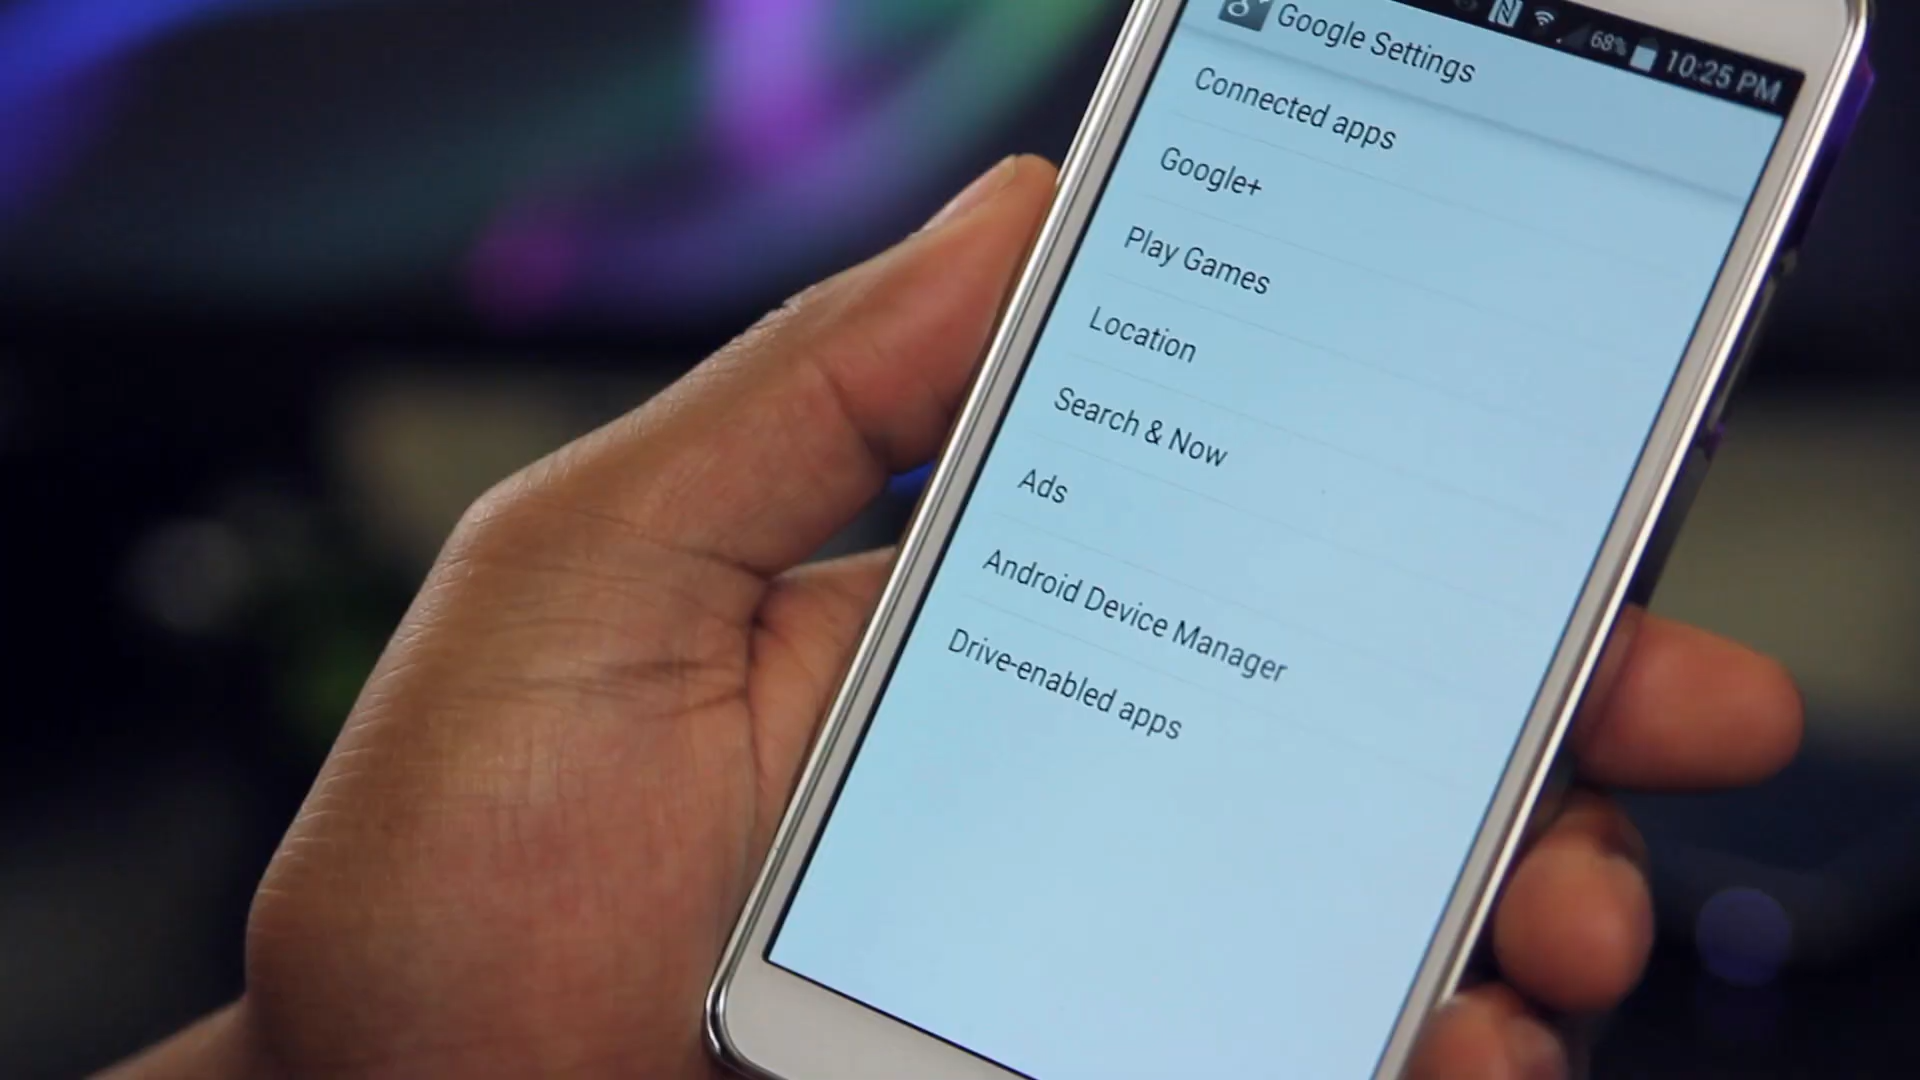 68% 10:25 PM
Google Settings
Connected apps
Google+
Play Games
Location
Search & Now
Ads
Android Device Manager
Drive-enabled apps